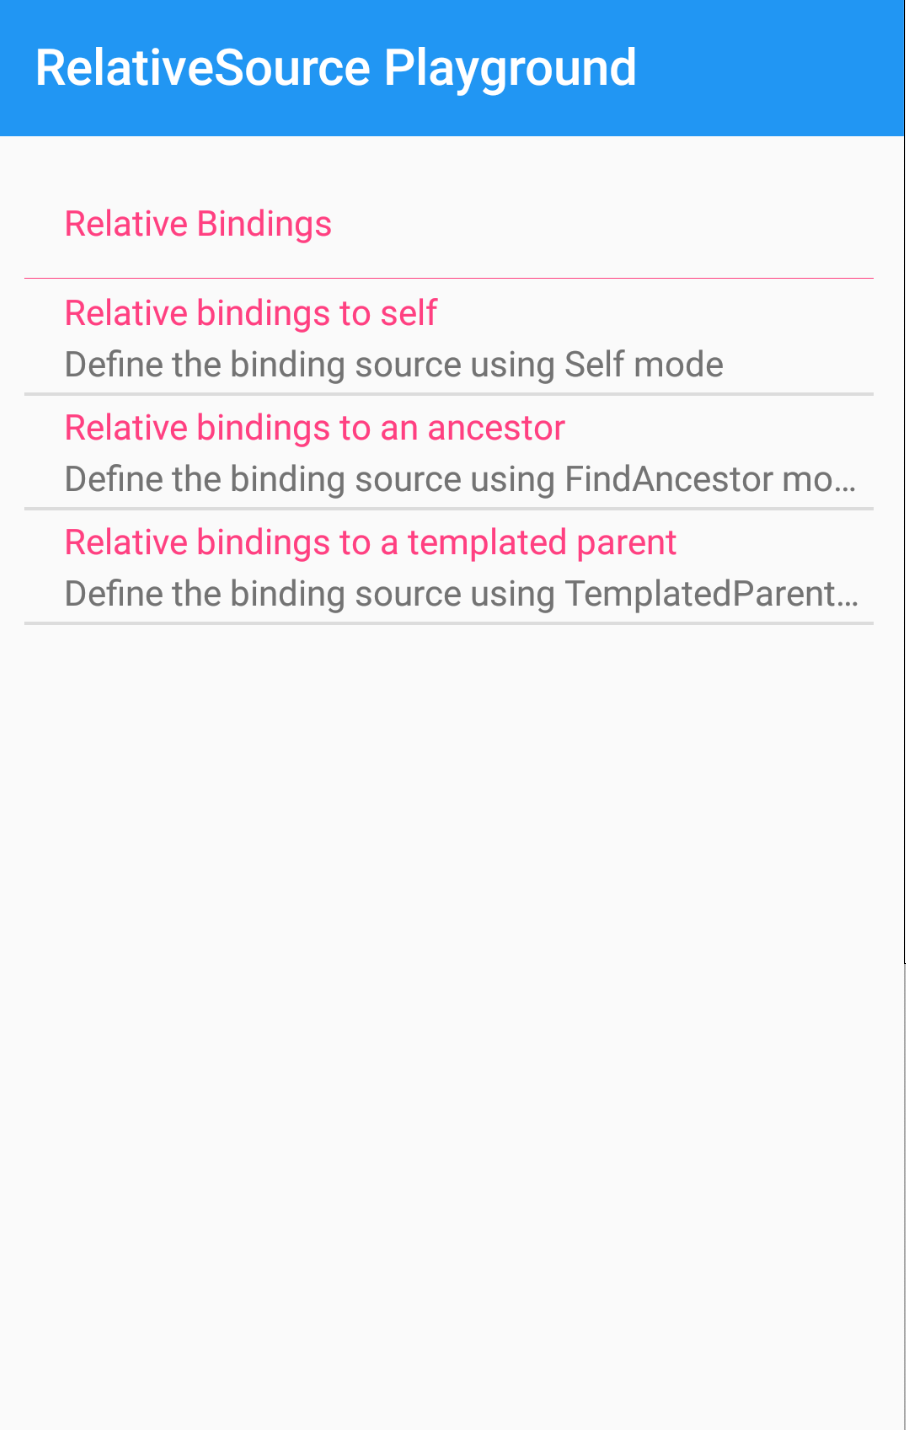 RelativeSource Playground
Relative Bindings
Relative bindings to self
Define the binding source using Self mode
Relative bindings to an ancestor
Define the binding source using FindAncestor mo...
Relative bindings to a templated parent
Define the binding source using TemplatedParent...